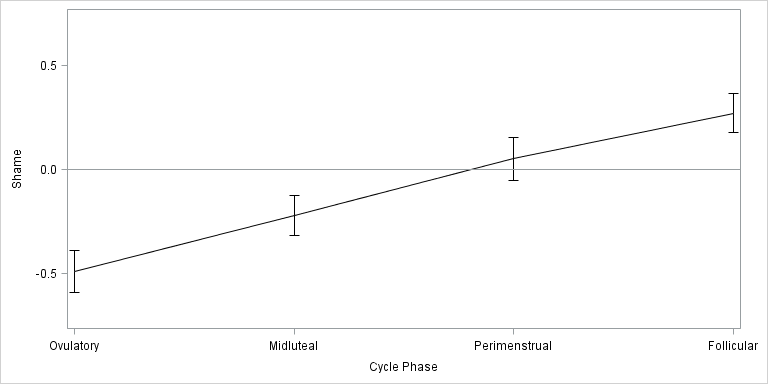 0.5
0.0
-0.5
Shame
Ovulatory Midluteal Perimenstrual Follicular
Cycle Phase